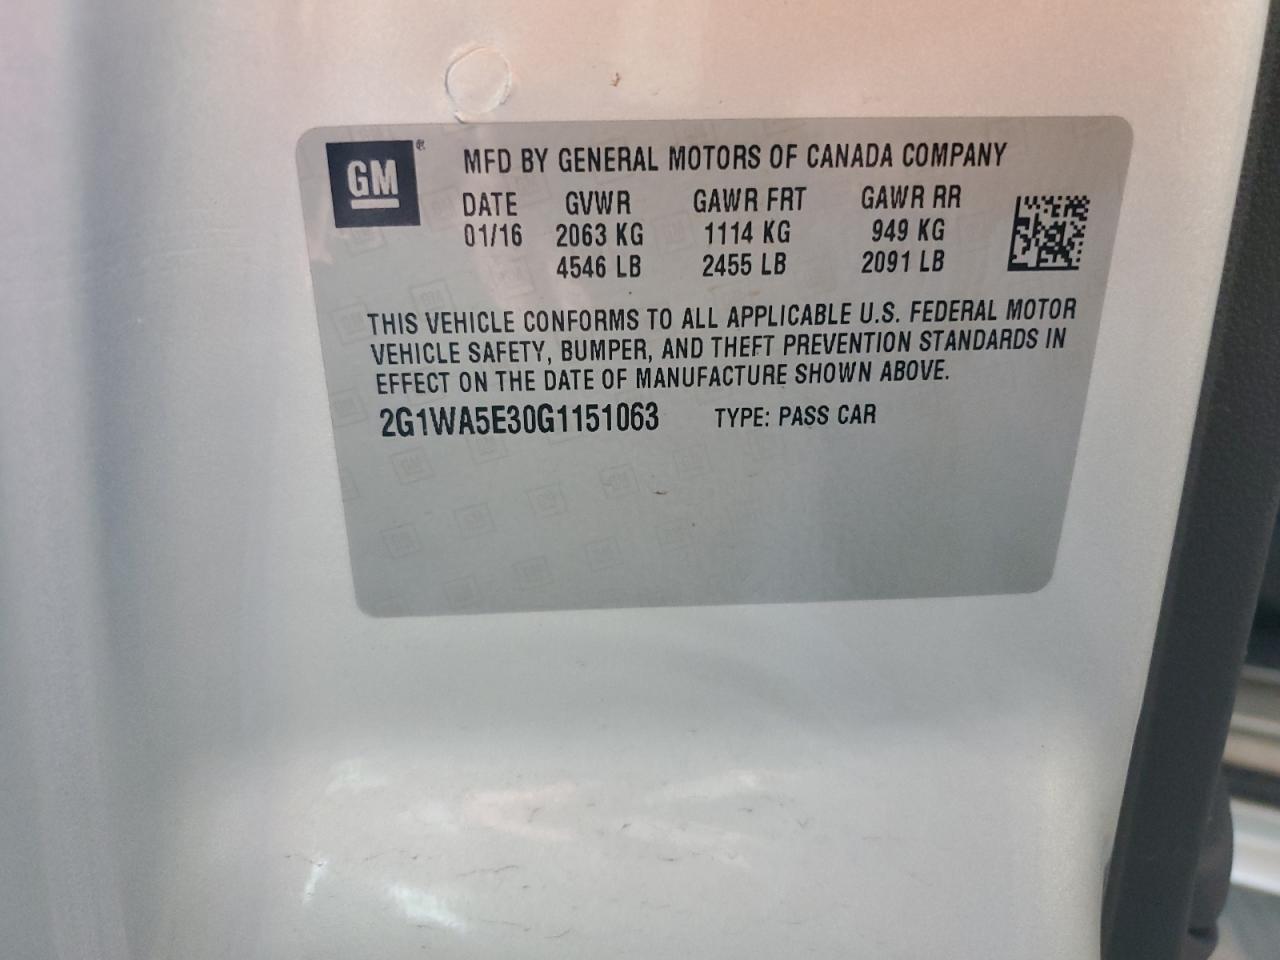 GM®
MFD BY GENERAL MOTORS OF CANADA COMPANY
DATE GVWR GAWR FRT GAWR RR
01/16 2063 KG 1114 KG 949 KG
4546 LB 2455 LB 2091 LB
THIS VEHICLE CONFORMS TO ALL APPLICABLE U.S. FEDERAL MOTOR
VEHICLE SAFETY, BUMPER, AND THEFT PREVENTION STANDARDS IN
EFFECT ON THE DATE OF MANUFACTURE SHOWN ABOVE.
2G1WA5E30G1151063 TYPE: PASS CAR